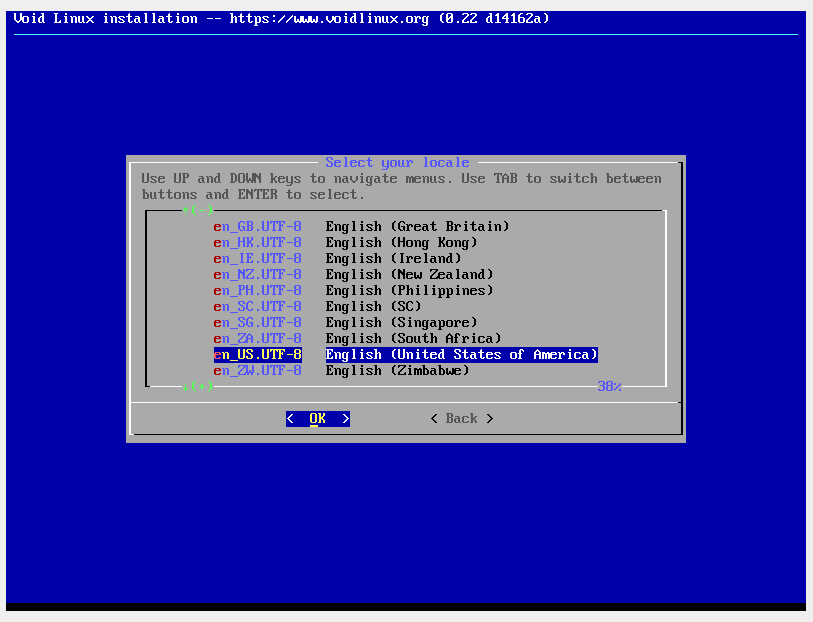 Void Linux installation -- https://www.voidlinux.org (0.22 d14162a)
Select your locale
Use UP and DOWN keys to navigate menus. Use TAB to switch between
buttons and ENTER to select.
↑(-)
en_GB.UTF-8 English (Great Britain)
en_HK.UTF-8 English (Hong Kong)
en_IE.UTF-8 English (Ireland)
en_NZ.UTF-8 English (New Zealand)
en_PH.UTF-8 English (Philippines)
en_SC.UTF-8 English (SC)
en_SG.UTF-8 English (Singapore)
en_ZA.UTF-8 English (South Africa)
en_US.UTF-8 English (United States of America)
en_ZW.UTF-8 English (Zimbabwe)
↓(+) 38%
< OK > < Back >